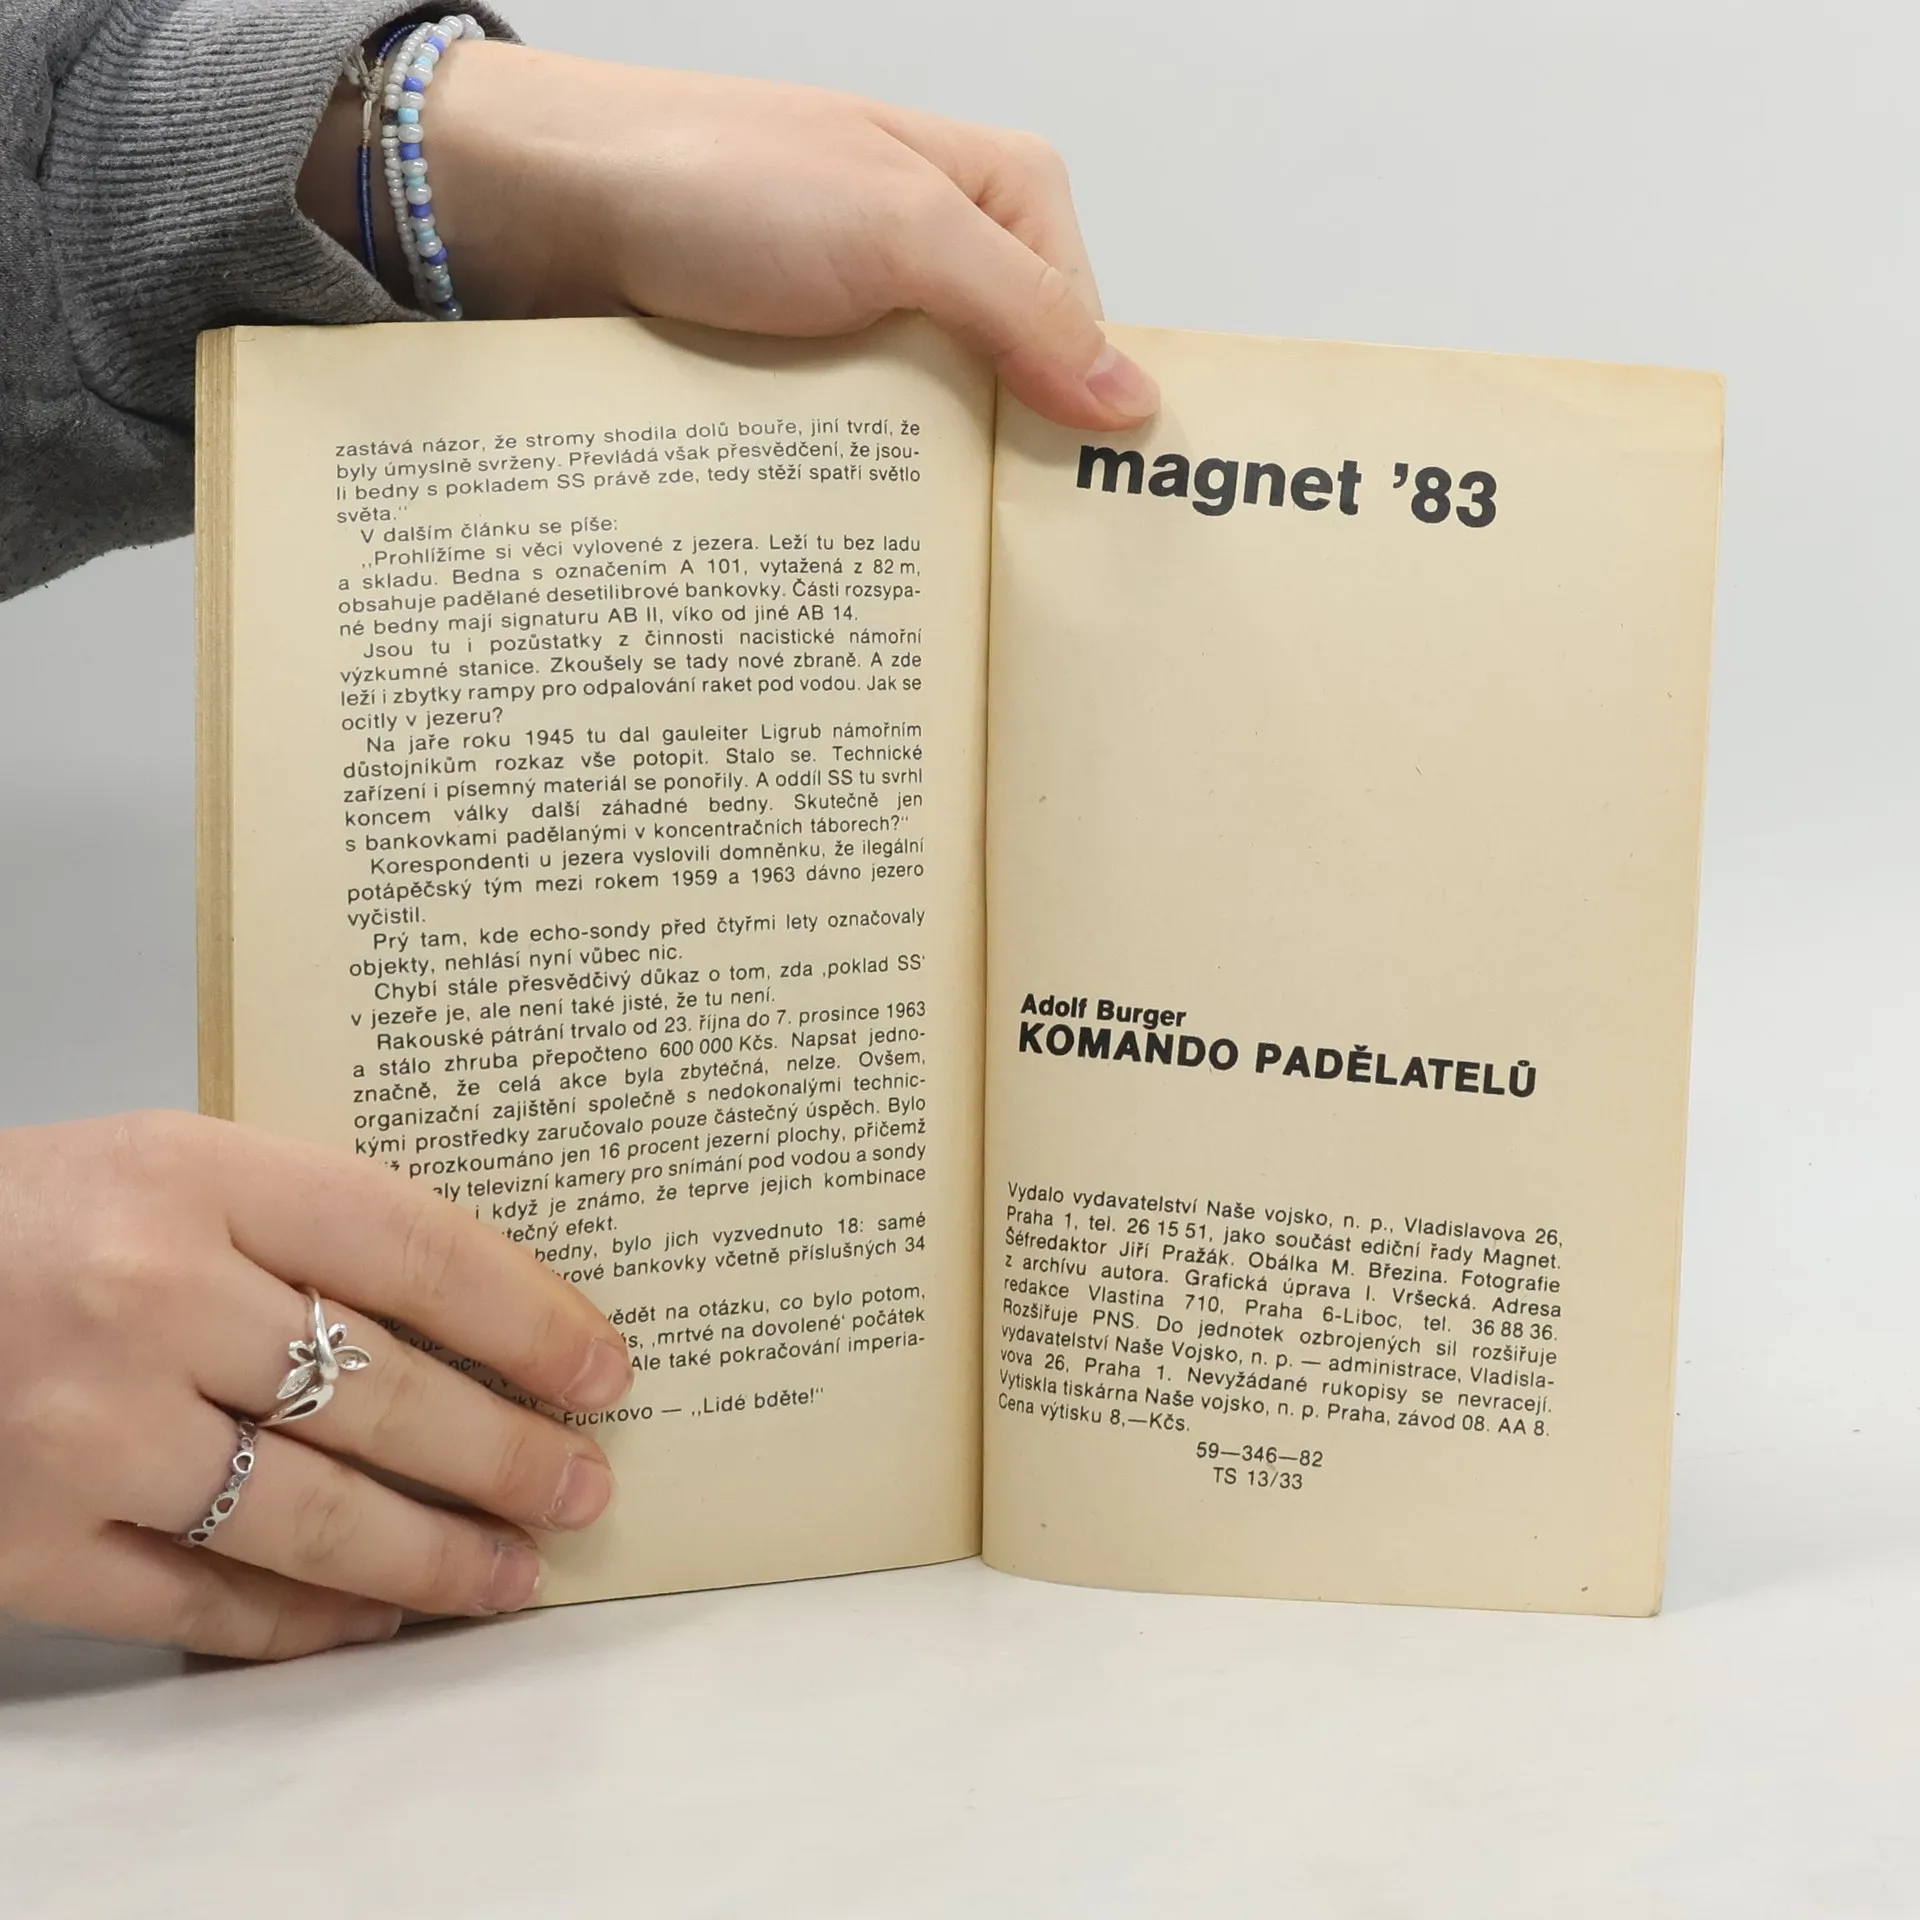 zastává názor, že stromy shodila dolů bouře, jiní tvrdí, že
byly úmyslně svrženy. Převládá však přesvědčení, že jsou-
li bedny s pokladem SS právě zde, tedy stěží spatří světlo
světa.“
V dalším článku se píše:
„Prohlížíme si věci vylovené z jezera. Leží tu bez ladu
a skladu. Bedna s označením A 101, vytažená z 82 m,
obsahuje padělané desetilibrové bankovky. Části rozsypa-
né bedny mají signaturu AB II, víko od jiné AB 14.
Jsou tu i pozůstatky z činnosti nacistické námořní
výzkumné stanice. Zkoušely se tady nové zbraně. A zde
leží i zbytky rampy pro odpalování raket pod vodou. Jak se
ocitly v jezeru?
Na jaře roku 1945 tu dal gauleiter Ligrub námořním
důstojníkům rozkaz vše potopit. Stalo se. Technické
zařízení i písemný materiál se ponořily. A oddíl SS tu svrhl
koncem války další záhadné bedny. Skutečně jen
s bankovkami padělanými v koncentračních táborech?“
Korespondenti u jezera vyslovili domněnku, že ilegální
potápěčský tým mezi rokem 1959 a 1963 dávno jezero
vyčistil.
Prý tam, kde echo-sondy před čtyřmi lety označovaly
objekty, nehlásí nyní vůbec nic.
Chybí stále přesvědčivý důkaz o tom, zda ‚poklad SS‘
v jezeře je, ale není také jisté, že tu není.
Rakouské pátrání trvalo od 23. října do 7. prosince 1963
a stálo zhruba přepočteno 600 000 Kčs. Napsat jedno-
značně, že celá akce byla zbytečná, nelze. Ovšem,
organizační zajištění společně s nedokonalými technic-
kými prostředky zaručovalo pouze částečný úspěch. Bylo
prozkoumáno jen 16 procent jezerní plochy, přičemž
televizní kamery pro snímání pod vodou a sondy
i když je známo, že teprve jejich kombinace
efekt.
bedny, bylo jich vyzvednuto 18: samé
bankovky včetně příslušných 34
na otázku, co bylo potom,
‚mrtvé na dovolené‘ počátek
Ale také pokračování imperia-
Fučíkovo — „Lidé bděte!“
magnet ’83
Adolf Burger
KOMANDO PADĚLATELŮ
Vydalo vydavatelství Naše vojsko, n. p., Vladislavova 26,
Praha 1, tel. 26 15 51, jako součást ediční řady Magnet.
Šéfredaktor Jiří Pražák. Obálka M. Březina. Fotografie
z archívu autora. Grafická úprava I. Vršecká. Adresa
redakce Vlastina 710, Praha 6-Liboc, tel. 36 88 36.
Rozšiřuje PNS. Do jednotek ozbrojených sil rozšiřuje
vydavatelství Naše Vojsko, n. p. — administrace, Vladisla-
vova 26, Praha 1. Nevyžádané rukopisy se nevracejí.
Vytiskla tiskárna Naše vojsko, n. p. Praha, závod 08. AA 8.
Cena výtisku 8,—Kčs.
59—346—82
TS 13/33